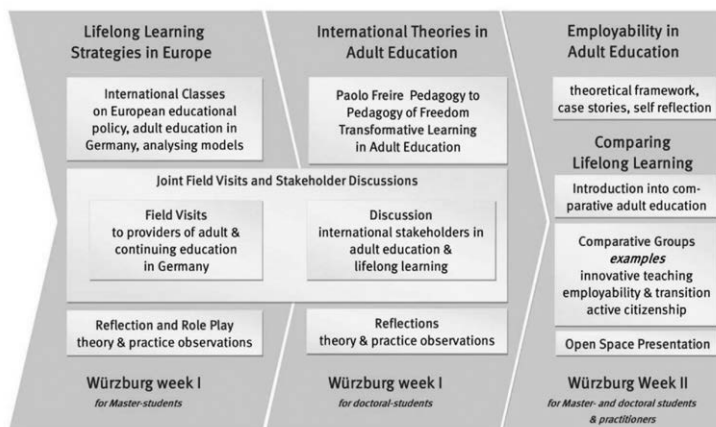 Lifelong Learning
Strategies in Europe
International Classes
on European educational
policy, adult education in
Germany, analysing models
International Theories in
Adult Education
Paolo Freire Pedagogy to
Pedagogy of Freedom
Transformative Learning
in Adult Education
Joint Field Visits and Stakeholder Discussions
Field Visits
to providers of adult &
continuing education
in Germany
Discussion
international stakeholders in
adult education &
lifelong learning
Reflection and Role Play
theory & practice observations
Reflections
theory & practice observations
Würzburg week I
for Master-students
Würzburg week I
for doctoral-students
Employability in
Adult Education
theoretical framework,
case stories, self reflection
Comparing
Lifelong Learning
Introduction into com-
parative adult education
Comparative Groups
examples
innovative teaching
employability & transition
active citizenship
Open Space Presentation
Würzburg Week II
for Master- and doctoral students
& practitioners